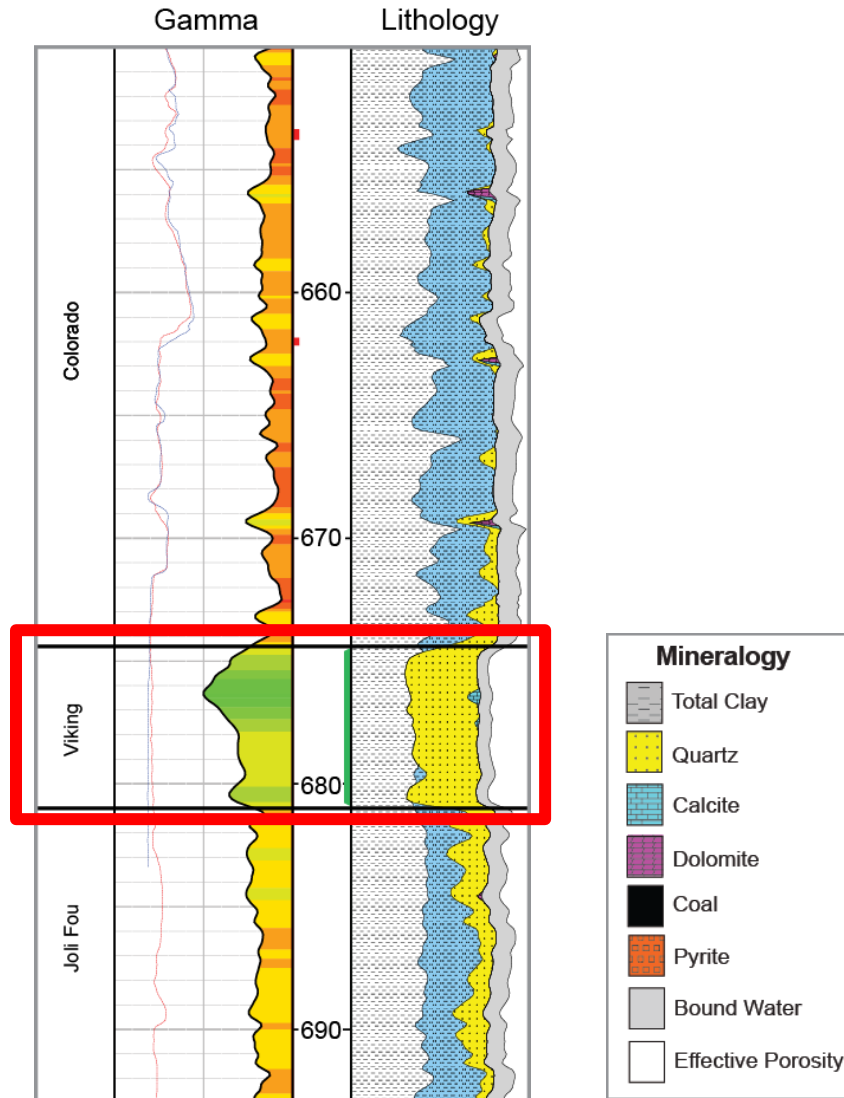 Gamma
Lithology
Colorado
660
670
Viking
680
Joli Fou
690
Mineralogy
Total Clay
Quartz
Calcite
Dolomite
Coal
Pyrite
Bound Water
Effective Porosity